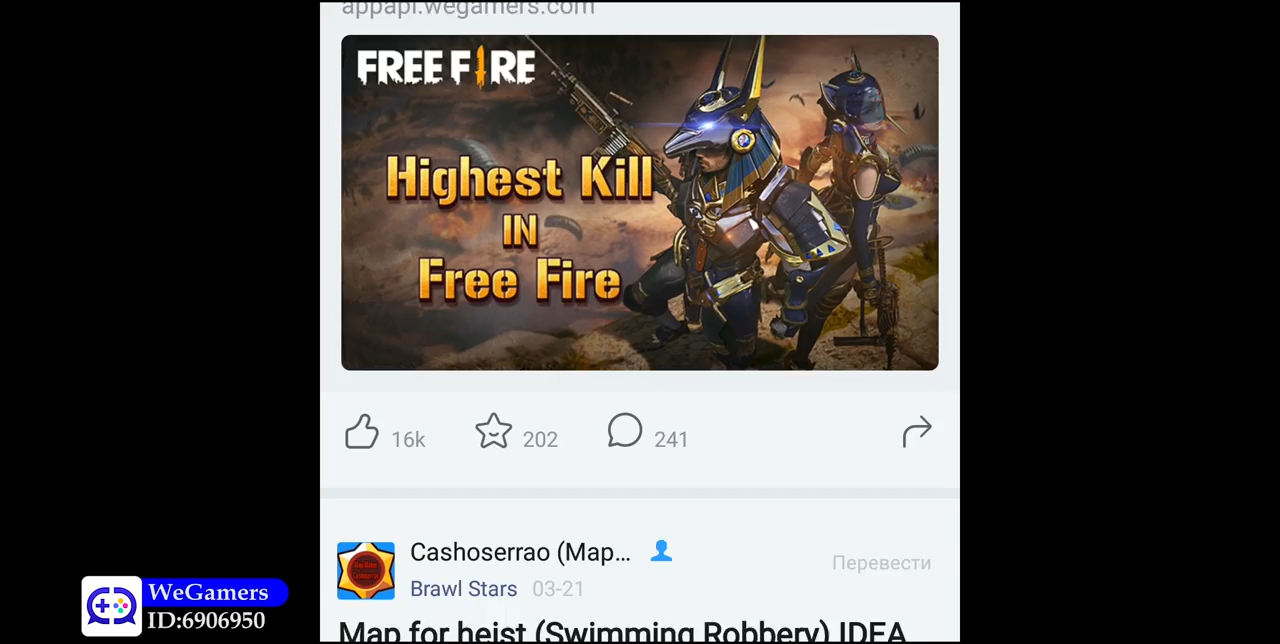 appapi.wegamers.com
FREE FIRE
Highest Kill
IN
Free Fire
16k
202
241
Cashoserrao (Map...
Перевести
Brawl Stars 03-21
Map for heist (Swimming Robbery) IDEA
WeGamers
ID:6906950